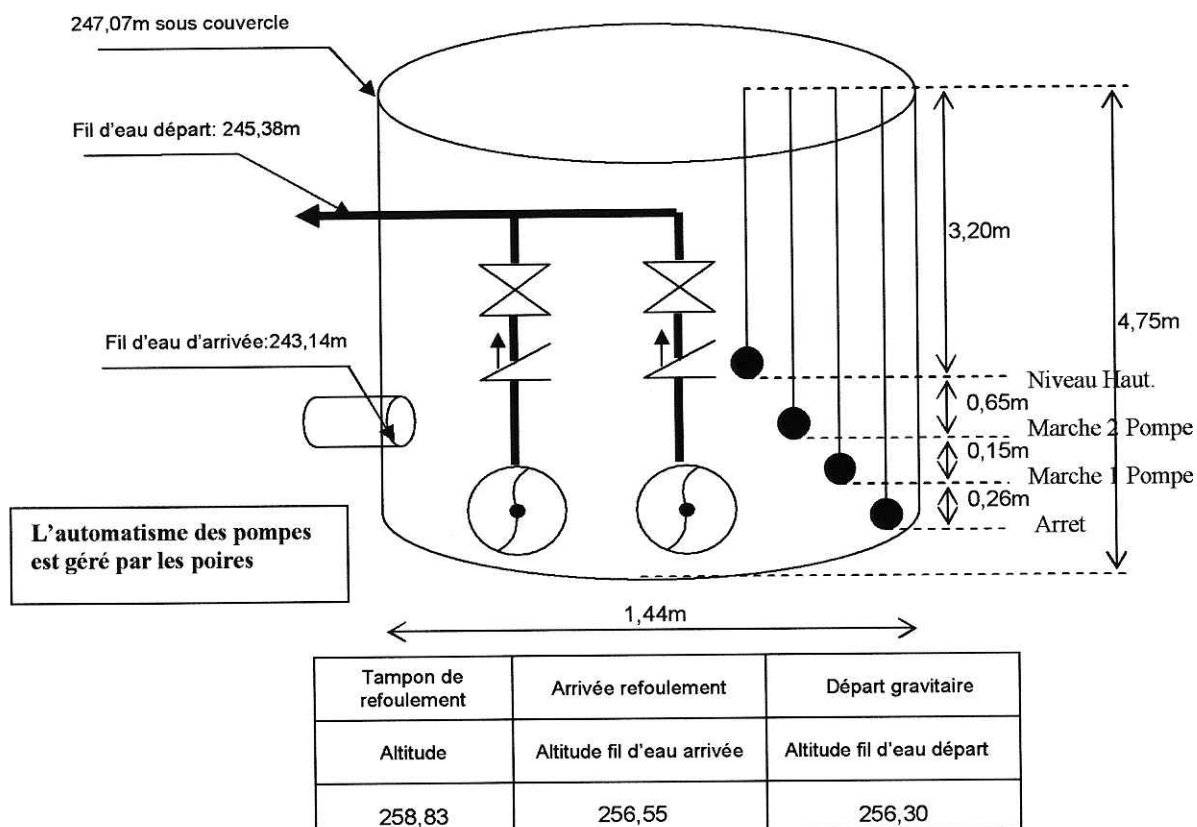 247,07m sous couvercle
Fil d'eau départ: 245,38m
3,20m
4,75m
Fil d'eau d'arrivée:243,14m
Niveau Haut.
0,65m
Marche 2 Pompe
0,15m
Marche 1 Pompe
0,26m
Arret
L'automatisme des pompes
est géré par les poires
1,44m
Tampon de
refoulement
Arrivée refoulement
Départ gravitaire
Altitude
Altitude fil d'eau arrivée
Altitude fil d'eau départ
258,83
256,55
256,30